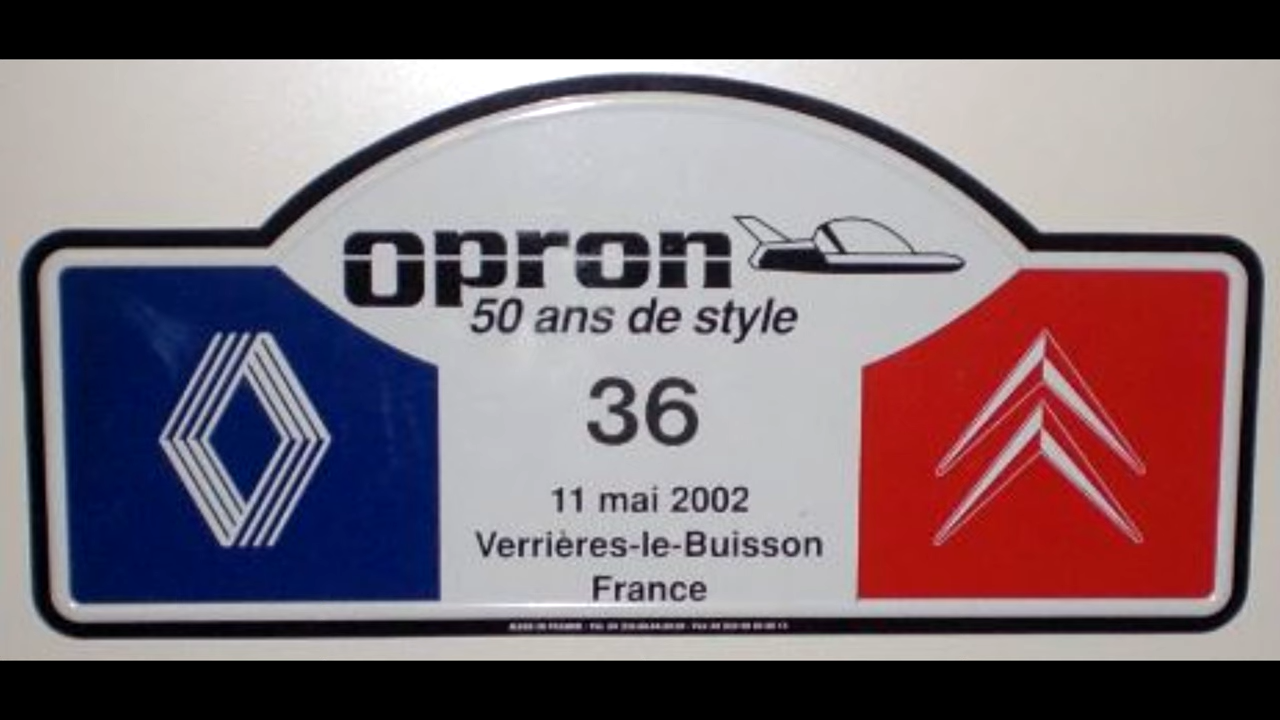 opron
50 ans de style
36
11 mai 2002
Verrières-le-Buisson
France